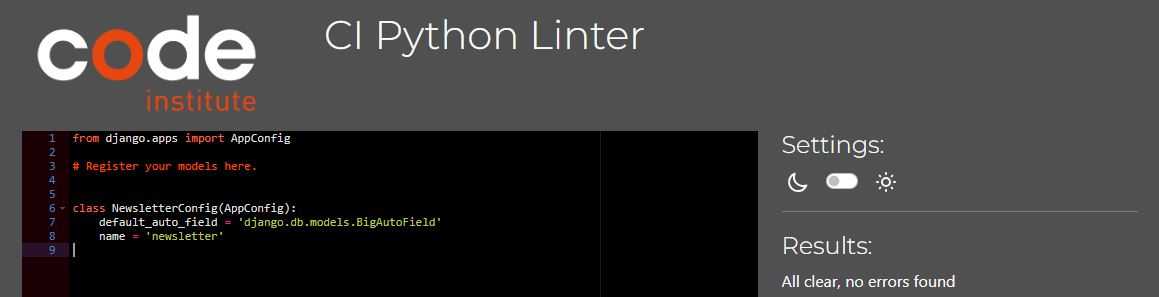 code
institute
CI Python Linter
1 from django.apps import AppConfig
2
3 # Register your models here.
4
5
6 class NewsletterConfig(AppConfig):
7     default_auto_field = 'django.db.models.BigAutoField'
8     name = 'newsletter'
9
Settings:
Results:
All clear, no errors found